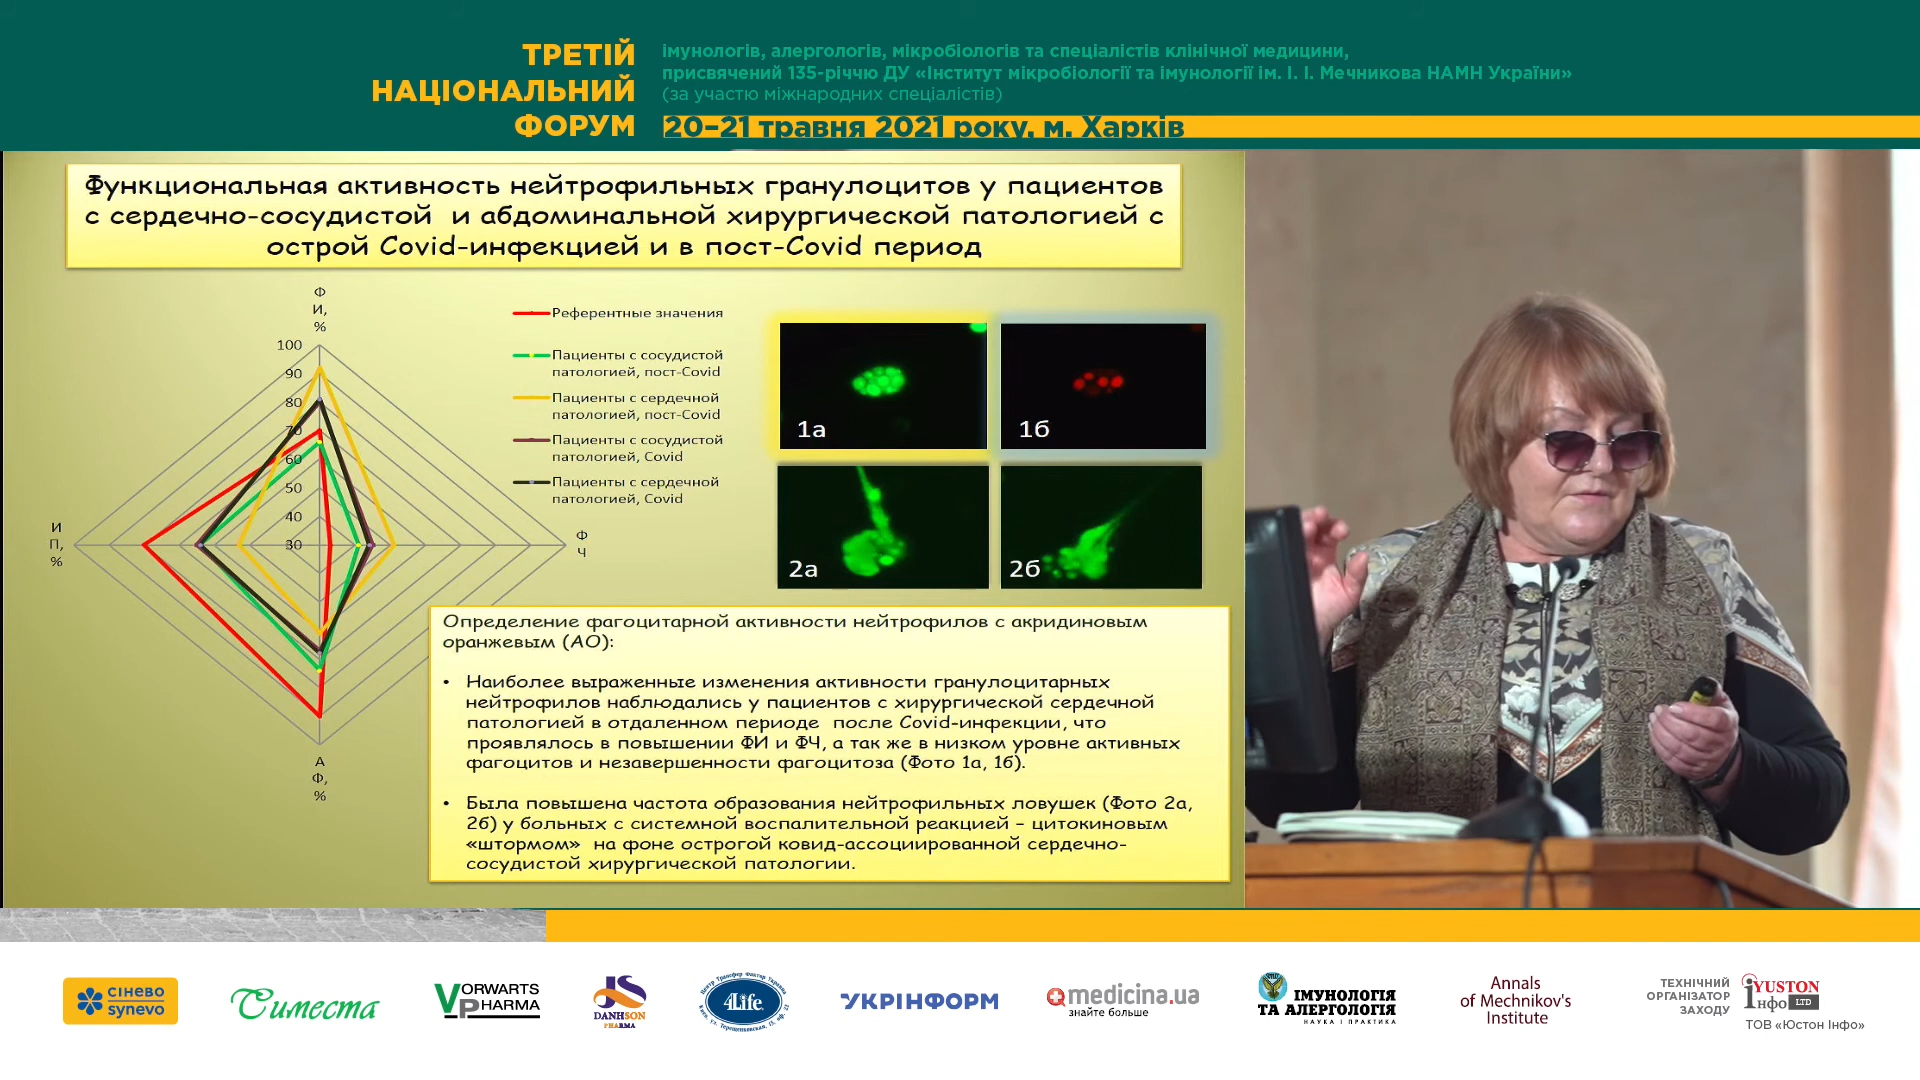 ТРЕТІЙ
НАЦІОНАЛЬНИЙ
ФОРУМ
імунологів, алергологів, мікробіологів та спеціалістів клінічної медицини,
присвячений 135-річчю ДУ «Інститут мікробіології та імунології ім. І. І. Мечникова НАМН України»
(за участю міжнародних спеціалістів)
20–21 травня 2021 року, м. Харків
Функциональная активность нейтрофильных гранулоцитов у пациентов
с сердечно-сосудистой и абдоминальной хирургической патологией с
острой Covid-инфекцией и в пост-Covid период
Ф
И,
%
100
90
80
70
60
50
40
30
И
П,
%
Ф
Ч
А
Ф,
%
Референтные значения
Пациенты с сосудистой
патологией, пост-Covid
Пациенты с сердечной
патологией, пост-Covid
Пациенты с сосудистой
патологией, Covid
Пациенты с сердечной
патологией, Covid
1а
1б
2а
2б
Определение фагоцитарной активности нейтрофилов с акридиновым
оранжевым (АО):
• Наиболее выраженные изменения активности гранулоцитарных
нейтрофилов наблюдались у пациентов с хирургической сердечной
патологией в отдаленном периоде после Covid-инфекции, что
проявлялось в повышении ФИ и ФЧ, а так же в низком уровне активных
фагоцитов и незавершенности фагоцитоза (Фото 1а, 1б).
• Была повышена частота образования нейтрофильных ловушек (Фото 2а,
2б) у больных с системной воспалительной реакцией – цитокиновым
«штормом» на фоне острогой ковид-ассоциированной сердечно-
сосудистой хирургической патологии.
СІНЕВО
synevo
Симеста
VORWARTS
PHARMA
JS
DANHSON
PHARMA
Центр Трансфер Фактор Украина
4Life
УКРІНФОРМ
medicina.ua
знайте больше
ІМУНОЛОГІЯ
ТА АЛЕРГОЛОГІЯ
НАУКА І ПРАКТИКА
Annals
of Mechnikov's
Institute
ТЕХНІЧНИЙ
ОРГАНІЗАТОР
ЗАХОДУ
iYUSTON
Інфо LTD
ТОВ «Юстон Інфо»